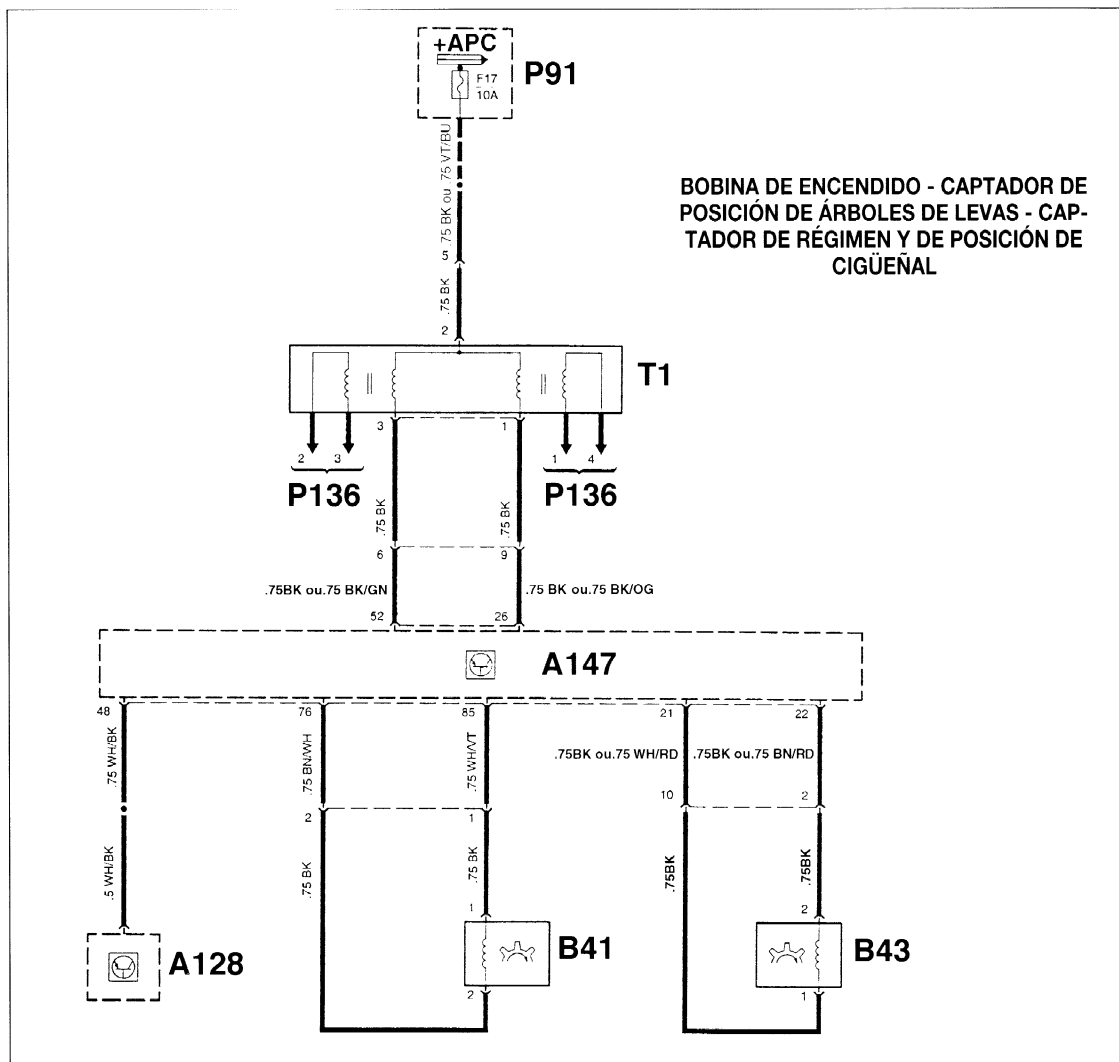 +APC
F17
10A
P91
.75 BK ou .75 VT/BU
BOBINA DE ENCENDIDO - CAPTADOR DE
POSICIÓN DE ÁRBOLES DE LEVAS - CAP-
TADOR DE RÉGIMEN Y DE POSICIÓN DE
CIGÜEÑAL
5
.75 BK
2
T1
3 1
2 3
1 4
P136
P136
.75 BK
.75 BK
6 9
.75BK ou.75 BK/GN
.75 BK ou.75 BK/OG
52 26
A147
48 76 85 21 22
.75 WH/BK
.75 BN/WH
.75 WH/VT
.75BK ou.75 WH/RD
.75BK ou.75 BN/RD
2 1 10 2
.5 WH/BK
.75 BK
.75 BK
.75BK
.75BK
1 2
A128
B41
B43
2 1